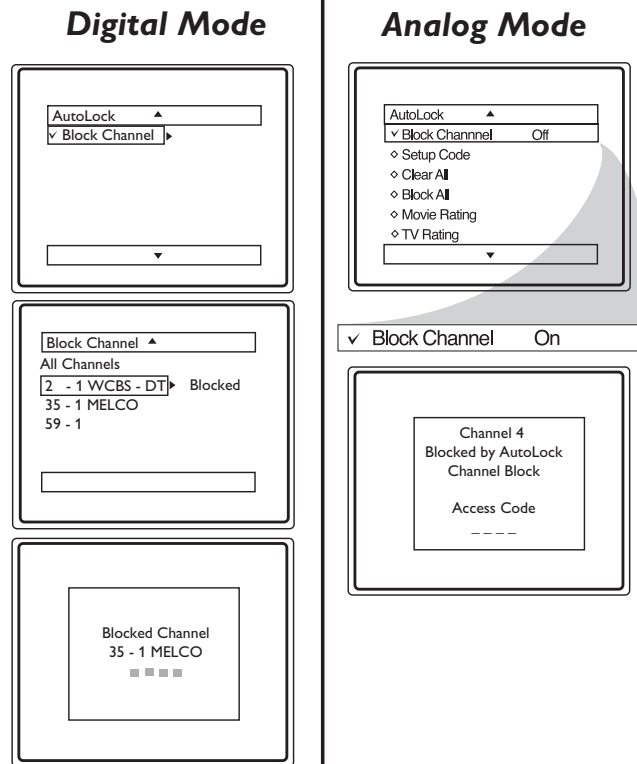 Digital Mode
AutoLock ▲
✓ Block Channel ▶
▼
Block Channel ▲
All Channels
2 - 1 WCBS - DT ▶ Blocked
35 - 1 MELCO
59 - 1
Blocked Channel
35 - 1 MELCO
Analog Mode
AutoLock ▲
✓ Block Channnel Off
◇ Setup Code
◇ Clear All
◇ Block All
◇ Movie Rating
◇ TV Rating
▼
✓ Block Channel On
Channel 4
Blocked by AutoLock
Channel Block
Access Code
_ _ _ _